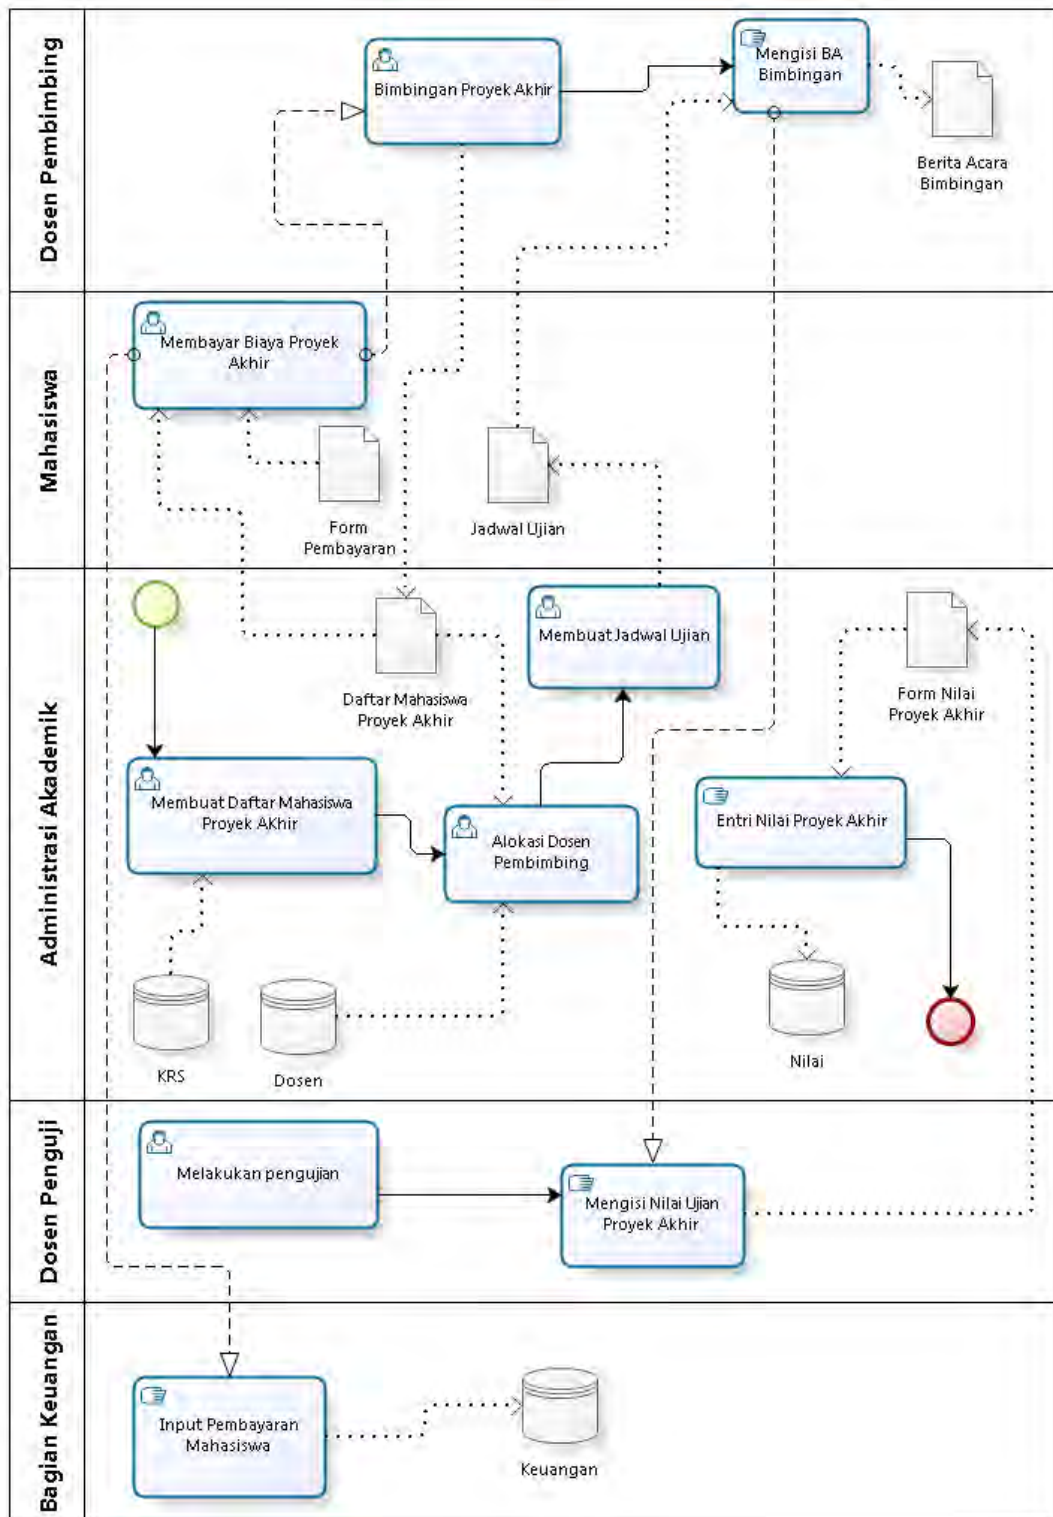 Dosen Pembimbing
Bimbingan Proyek Akhir
Mengisi BA
Bimbingan
Berita Acara
Bimbingan
Mahasiswa
Membayar Biaya Proyek
Akhir
Form
Pembayaran
Jadwal Ujian
Administrasi Akademik
Membuat Jadwal Ujian
Daftar Mahasiswa
Proyek Akhir
Form Nilai
Proyek Akhir
Membuat Daftar Mahasiswa
Proyek AKhir
Alokasi Dosen
Pembimbing
Entri Nilai Proyek Akhir
KRS
Dosen
Nilai
Dosen Penguji
Melakukan pengujian
Mengisi Nilai Ujian
Proyek Akhir
Bagian Keuangan
Input Pembayaran
Mahasiswa
Keuangan